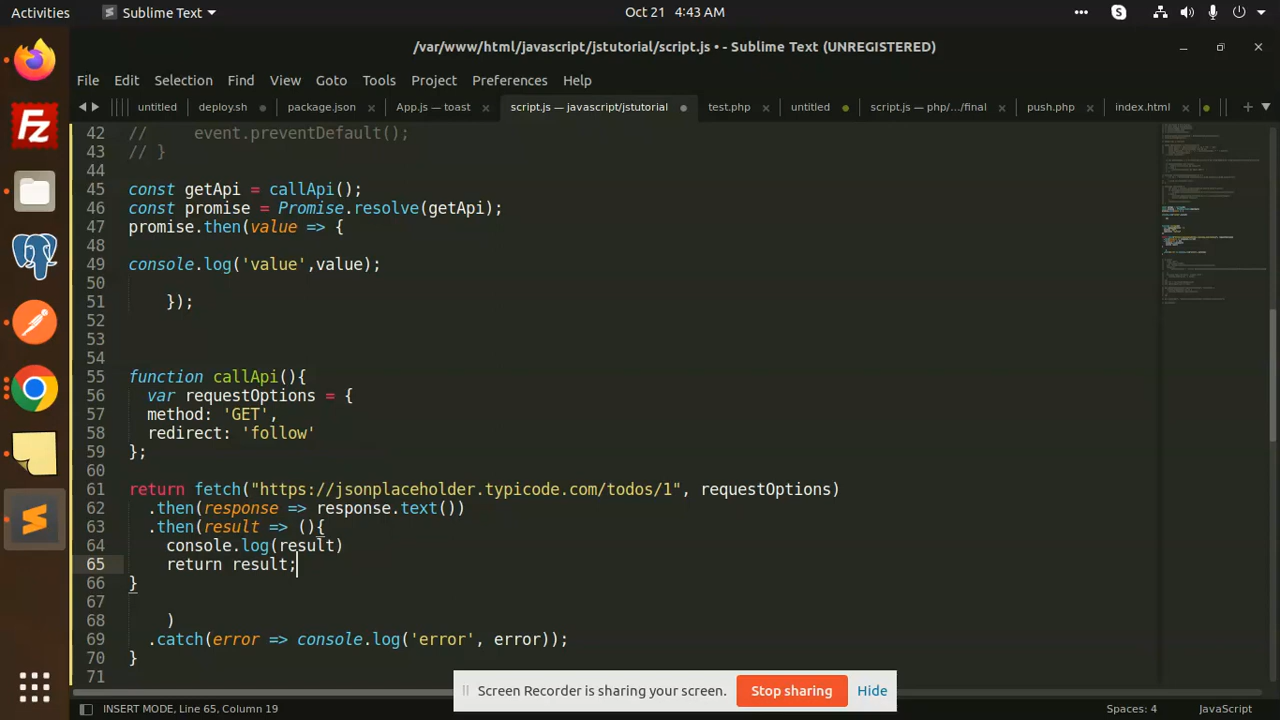 Activities
Sublime Text
Oct 21 4:43 AM
/var/www/html/javascript/jstutorial/script.js • - Sublime Text (UNREGISTERED)
File Edit Selection Find View Goto Tools Project Preferences Help
untitled deploy.sh package.json App.js — toast script.js — javascript/jstutorial test.php untitled script.js — php/.../final push.php index.html
42 // event.preventDefault();
43 // }
44
45 const getApi = callApi();
46 const promise = Promise.resolve(getApi);
47 promise.then(value => {
48
49 console.log('value',value);
50
51 });
52
53
54
55 function callApi(){
56 var requestOptions = {
57 method: 'GET',
58 redirect: 'follow'
59 };
60
61 return fetch("https://jsonplaceholder.typicode.com/todos/1", requestOptions)
62 .then(response => response.text())
63 .then(result => (){
64 console.log(result)
65 return result;
66 }
67
68 )
69 .catch(error => console.log('error', error));
70 }
71
Screen Recorder is sharing your screen. Stop sharing Hide
INSERT MODE, Line 65, Column 19 Spaces: 4 JavaScript